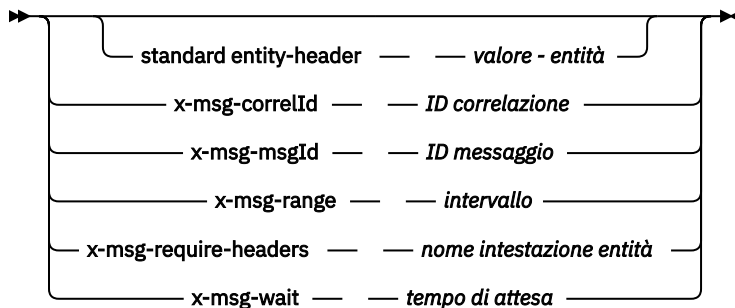 standard entity-header — valore - entità
x-msg-correlId — ID correlazione
x-msg-msgId — ID messaggio
x-msg-range — intervallo
x-msg-require-headers — nome intestazione entità
x-msg-wait — tempo di attesa